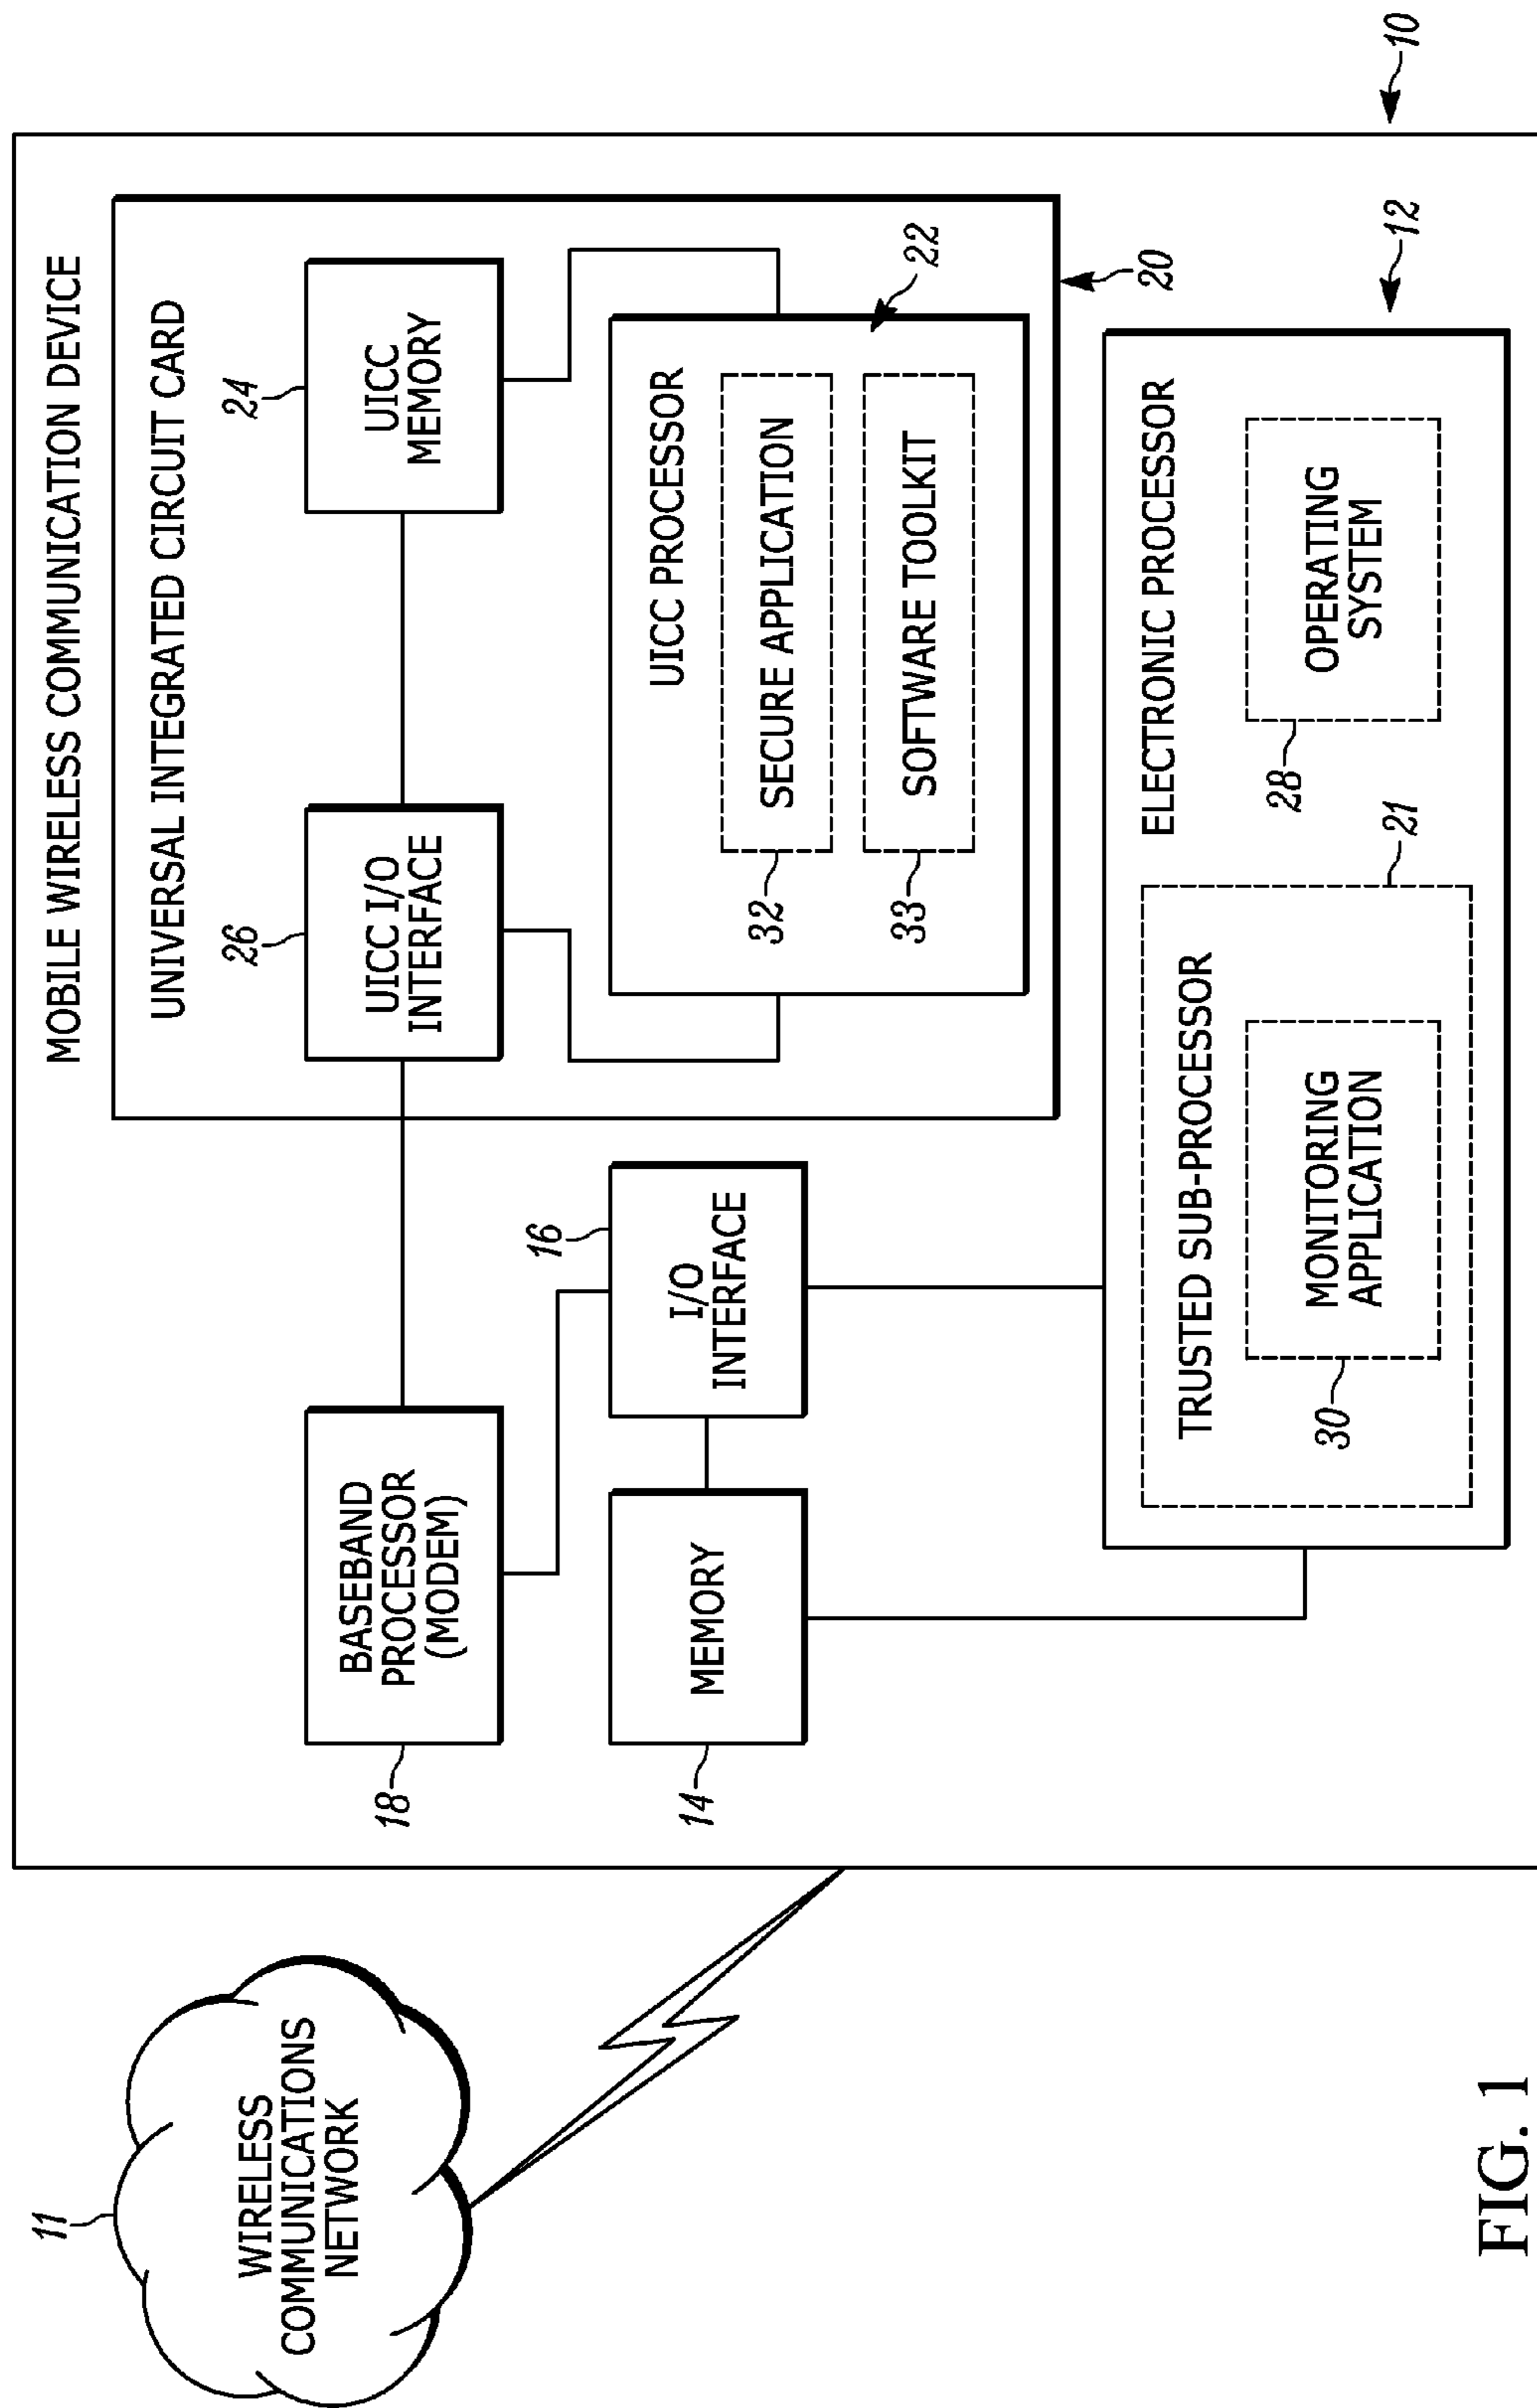 11
WIRELESS
COMMUNICATIONS
NETWORK
MOBILE WIRELESS COMMUNICATION DEVICE
10
18
BASEBAND
PROCESSOR
(MODEM)
14
MEMORY
16
I/O
INTERFACE
UNIVERSAL INTEGRATED CIRCUIT CARD
20
26
UICC I/O
INTERFACE
24
UICC
MEMORY
UICC PROCESSOR
22
32
SECURE APPLICATION
33
SOFTWARE TOOLKIT
ELECTRONIC PROCESSOR
12
TRUSTED SUB-PROCESSOR
21
30
MONITORING
APPLICATION
28
OPERATING
SYSTEM
FIG. 1